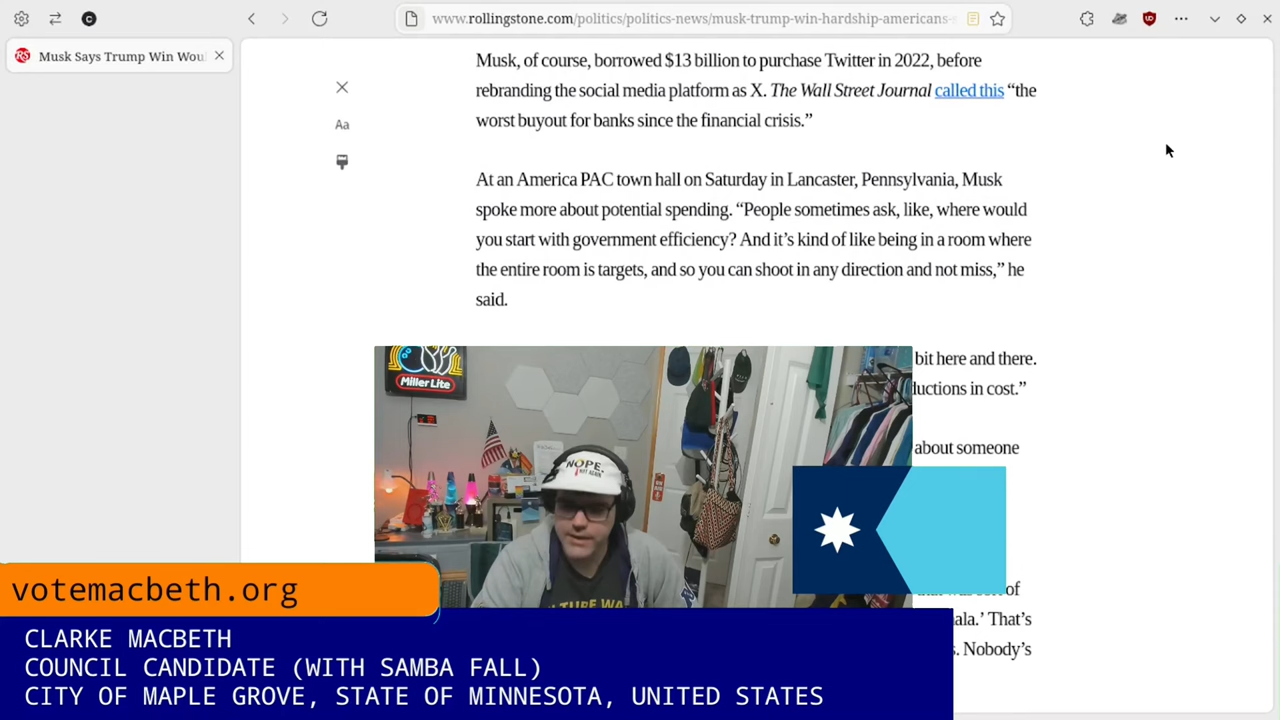 www.rollingstone.com/politics/politics-news/musk-trump-win-hardship-americans-
Musk Says Trump Win Wou
Musk, of course, borrowed $13 billion to purchase Twitter in 2022, before
rebranding the social media platform as X. The Wall Street Journal called this “the
worst buyout for banks since the financial crisis.”
Aa
At an America PAC town hall on Saturday in Lancaster, Pennsylvania, Musk
spoke more about potential spending. “People sometimes ask, like, where would
you start with government efficiency? And it’s kind of like being in a room where
the entire room is targets, and so you can shoot in any direction and not miss,” he
said.
bit here and there.
ductions in cost.”
about someone
of
ala.’ That’s
s. Nobody’s
Miller Lite
NOPE.
NOT AGAIN
votemacbeth.org
CLARKE MACBETH
COUNCIL CANDIDATE (WITH SAMBA FALL)
CITY OF MAPLE GROVE, STATE OF MINNESOTA, UNITED STATES